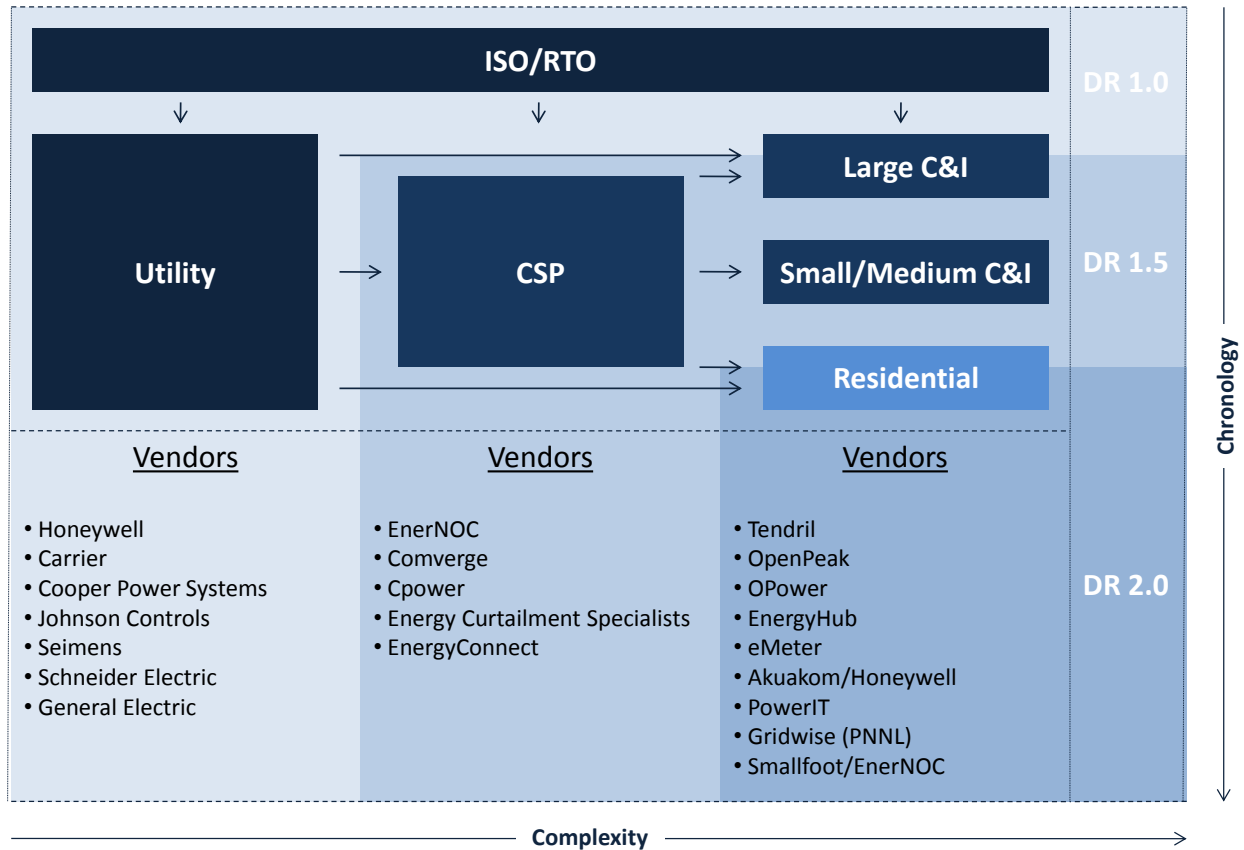 ISO/RTO
DR 1.0
Utility
CSP
Large C&I
Small/Medium C&I
Residential
DR 1.5
Vendors
• Honeywell
• Carrier
• Cooper Power Systems
• Johnson Controls
• Seimens
• Schneider Electric
• General Electric
Vendors
• EnerNOC
• Comverge
• Cpower
• Energy Curtailment Specialists
• EnergyConnect
Vendors
• Tendril
• OpenPeak
• OPower
• EnergyHub
• eMeter
• Akuakom/Honeywell
• PowerIT
• Gridwise (PNNL)
• Smallfoot/EnerNOC
DR 2.0
Chronology
Complexity